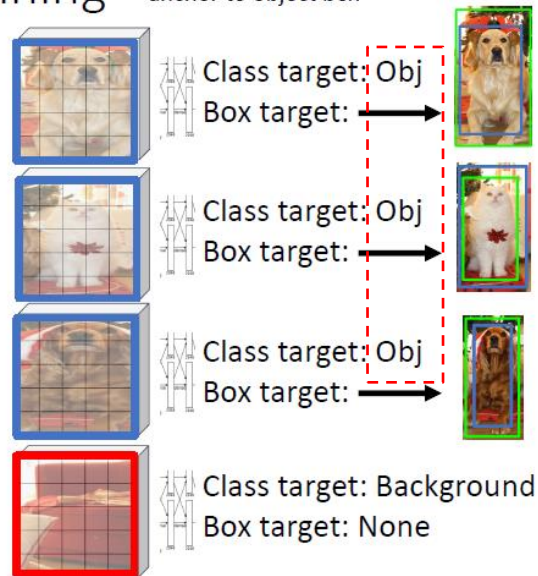 Class target: Obj
Box target:
Class target: Obj
Box target:
Class target: Obj
Box target:
Class target: Background
Box target: None